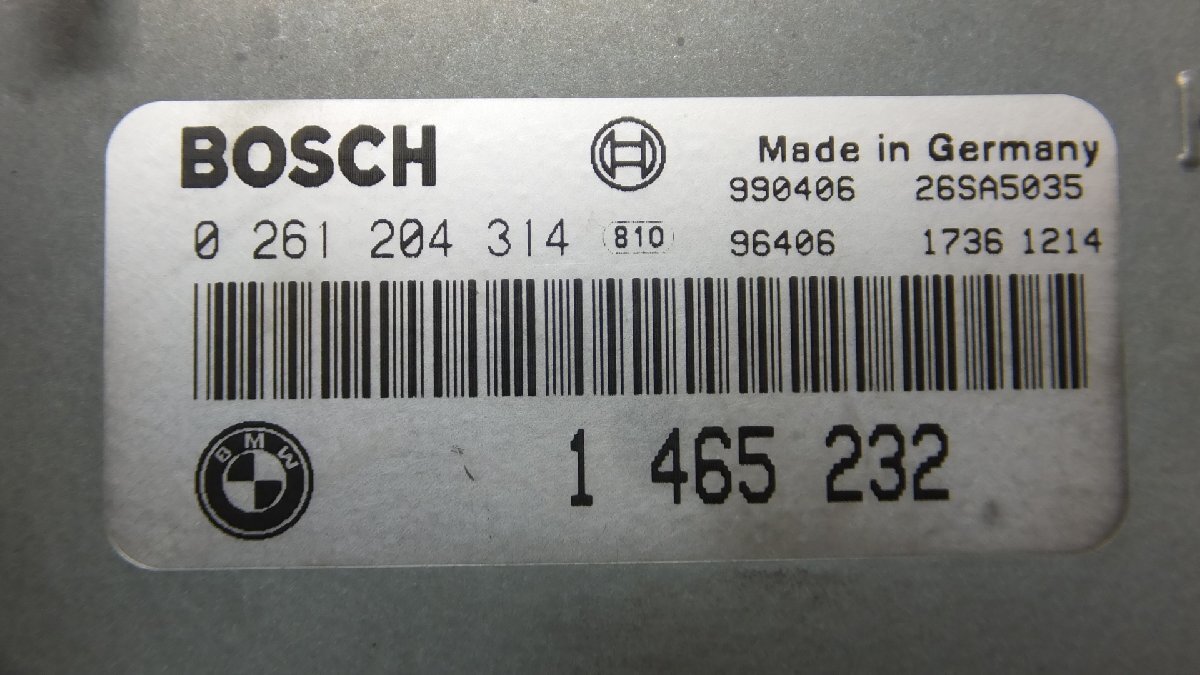 BOSCH
Made in Germany
990406 26SA5035
0 261 204 314 810 96406 1736 1214
BMW
1 465 232